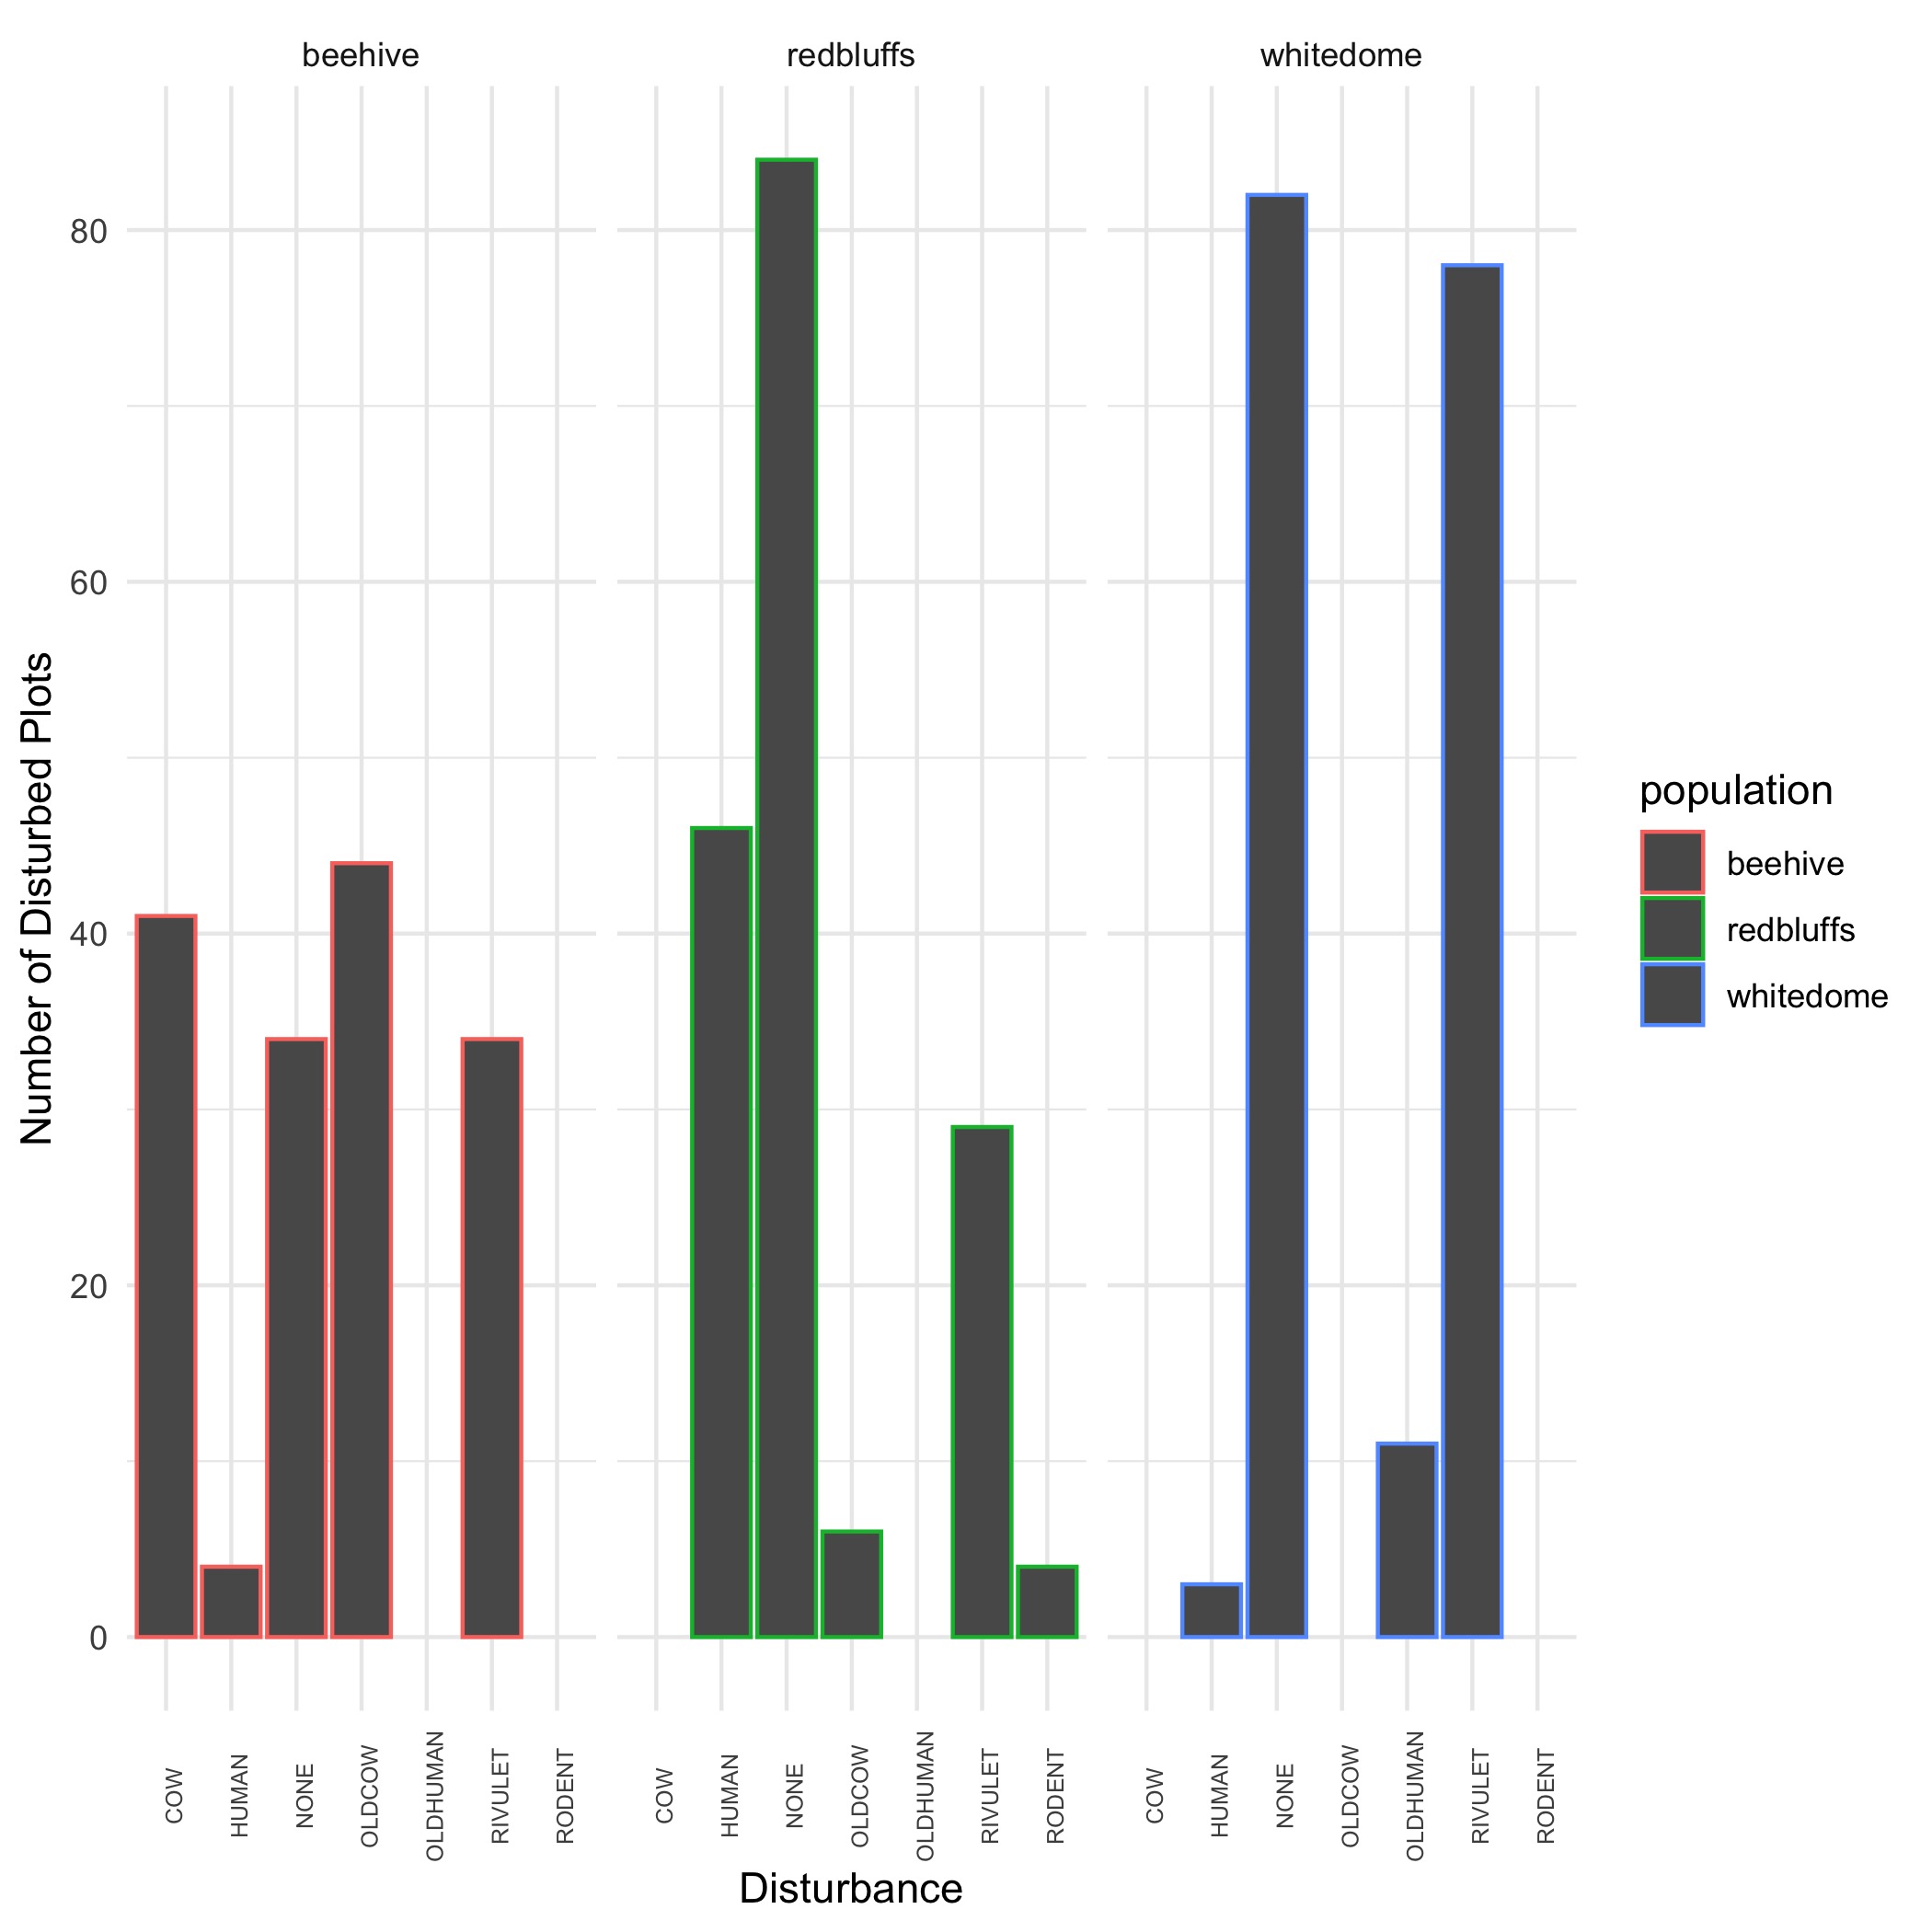 beehive redbluffs whitedome
80
60
40
20
0
Number of Disturbed Plots
COW HUMAN NONE OLDCOW OLDHUMAN RIVULET RODENT COW HUMAN NONE OLDCOW OLDHUMAN RIVULET RODENT COW HUMAN NONE OLDCOW OLDHUMAN RIVULET RODENT
Disturbance
population
beehive
redbluffs
whitedome